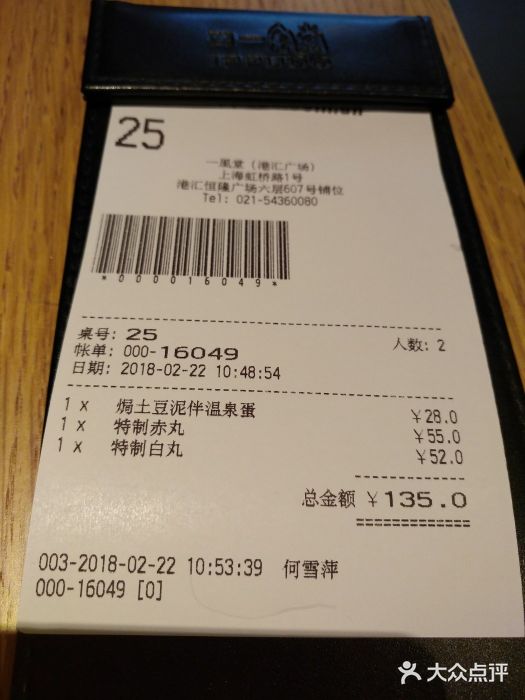 25
一風堂 (港汇广场)
上海虹桥路1号
港汇恒隆广场六层607号铺位
Tel: 021-54360080
*000016049*
桌号: 25 人数: 2
帐单: 000-16049
日期: 2018-02-22 10:48:54
1 x 焗土豆泥伴温泉蛋 ¥28.0
1 x 特制赤丸 ¥55.0
1 x 特制白丸 ¥52.0
总金额 ¥135.0
003-2018-02-22 10:53:39 何雪萍
000-16049 [0]
大众点评